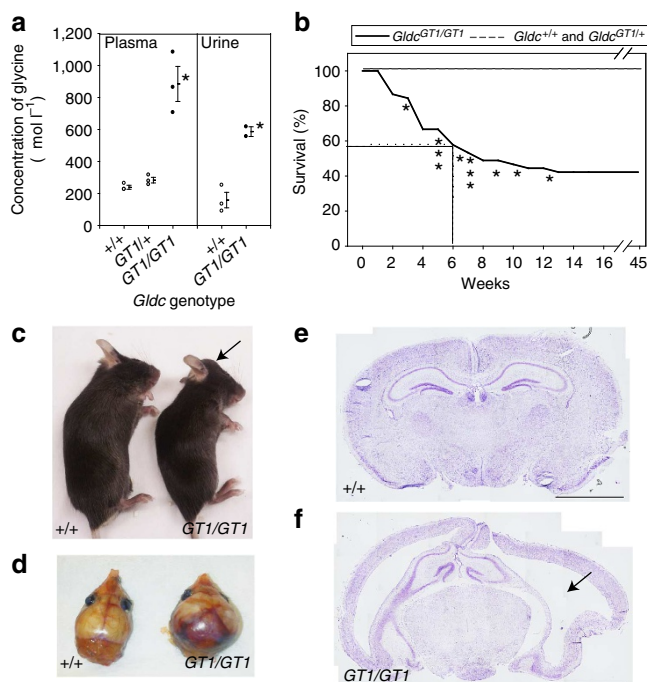 a
Plasma
Urine
Concentration of glycine
( mol l⁻¹)
1,200
1,000
800
600
400
200
0
*
*
+/+
GT1/+
GT1/GT1
+/+
GT1/GT1
Gldc genotype
b
Gldc^GT1/GT1
Gldc^+/+ and Gldc^GT1/+
Survival (%)
100
80
60
40
20
0
*
*
*
*
*
*
*
*
*
*
*
0 2 4 6 8 10 12 14 16 45
Weeks
c
+/+
GT1/GT1
d
+/+
GT1/GT1
e
+/+
f
GT1/GT1